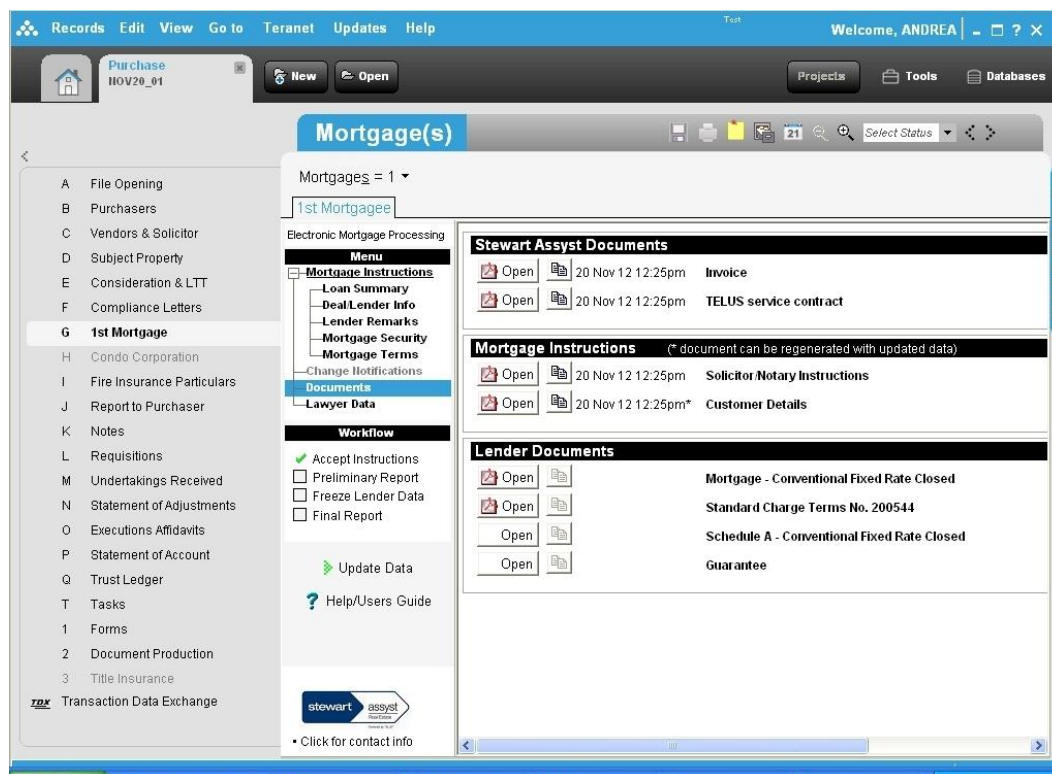 Records Edit View Go to Teranet Updates Help
Test
Welcome, ANDREA
Purchase
NOV20_01
New
Open
Projects
Tools
Databases
Mortgage(s)
21
Select Status
Mortgages = 1
1st Mortgagee
A File Opening
B Purchasers
C Vendors & Solicitor
D Subject Property
E Consideration & LTT
F Compliance Letters
G 1st Mortgage
H Condo Corporation
I Fire Insurance Particulars
J Report to Purchaser
K Notes
L Requisitions
M Undertakings Received
N Statement of Adjustments
O Executions Affidavits
P Statement of Account
Q Trust Ledger
T Tasks
1 Forms
2 Document Production
3 Title Insurance
TDX Transaction Data Exchange
Electronic Mortgage Processing
Menu
Mortgage Instructions
Loan Summary
Deal/Lender Info
Lender Remarks
Mortgage Security
Mortgage Terms
Change Notifications
Documents
Lawyer Data
Workflow
Accept Instructions
Preliminary Report
Freeze Lender Data
Final Report
Update Data
? Help/Users Guide
stewart assyst
Real Estate
• Click for contact info
Stewart Assyst Documents
Open 20 Nov 12 12:25pm Invoice
Open 20 Nov 12 12:25pm TELUS service contract
Mortgage Instructions (* document can be regenerated with updated data)
Open 20 Nov 12 12:25pm Solicitor/Notary Instructions
Open 20 Nov 12 12:25pm* Customer Details
Lender Documents
Open Mortgage - Conventional Fixed Rate Closed
Open Standard Charge Terms No. 200544
Open Schedule A - Conventional Fixed Rate Closed
Open Guarantee